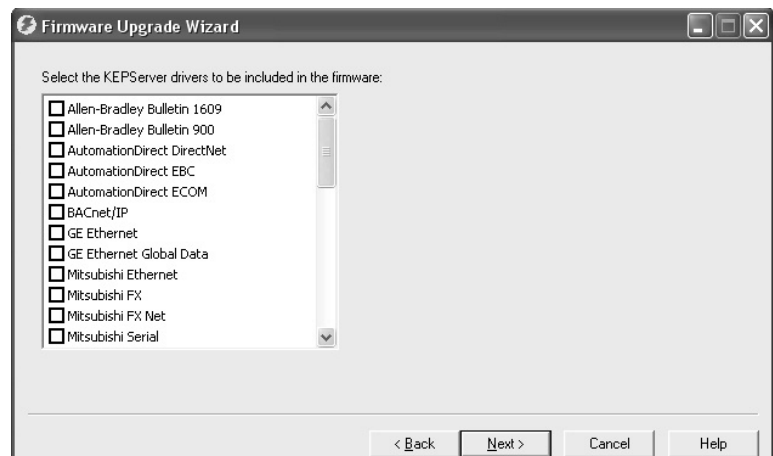 Firmware Upgrade Wizard
Select the KEPServer drivers to be included in the firmware:
Allen-Bradley Bulletin 1609
Allen-Bradley Bulletin 900
AutomationDirect DirectNet
AutomationDirect EBC
AutomationDirect ECOM
BACnet/IP
GE Ethernet
GE Ethernet Global Data
Mitsubishi Ethernet
Mitsubishi FX
Mitsubishi FX Net
Mitsubishi Serial
< Back Next > Cancel Help